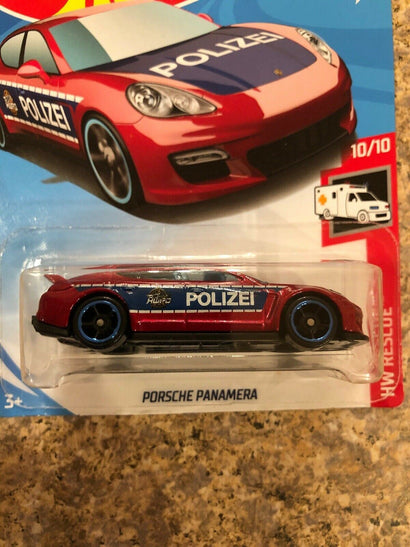 POLIZEI
POLIZEI
10/10
POLIZEI
HW RESCUE
PORSCHE PANAMERA
3+